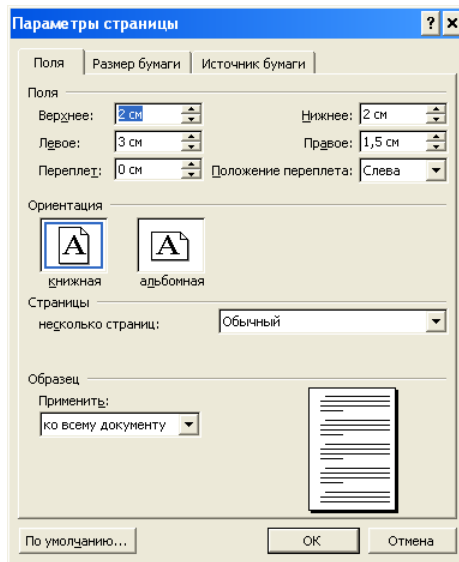 Параметры страницы
Поля Размер бумаги Источник бумаги
Поля
Верхнее: 2 см Нижнее: 2 см
Левое: 3 см Правое: 1,5 см
Переплет: 0 см Положение переплета: Слева
Ориентация
A A
книжная альбомная
Страницы
несколько страниц: Обычный
Образец
Применить:
ко всему документу
По умолчанию... ОК Отмена